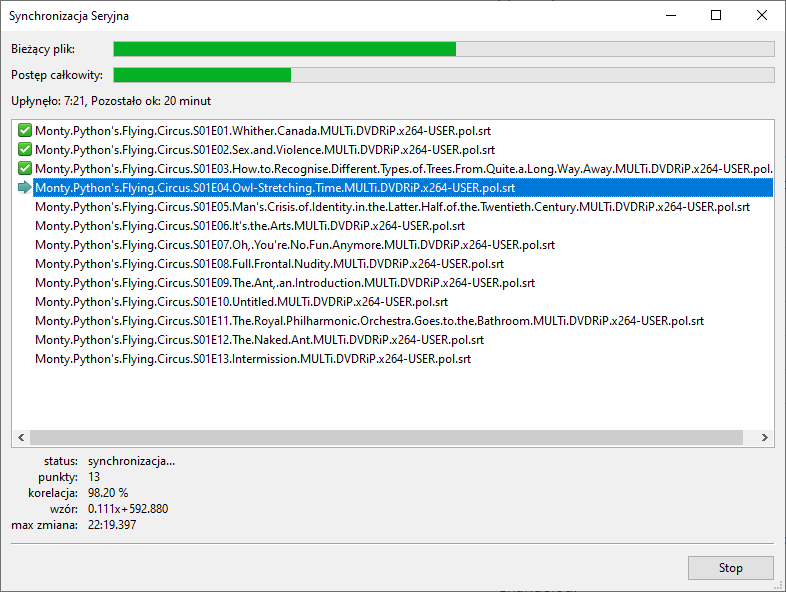 Synchronizacja Seryjna
Bieżący plik:
Postęp całkowity:
Upłynęło: 7:21, Pozostało ok: 20 minut
Monty.Python's.Flying.Circus.S01E01.Whither.Canada.MULTi.DVDRiP.x264-USER.pol.srt
Monty.Python's.Flying.Circus.S01E02.Sex.and.Violence.MULTi.DVDRiP.x264-USER.pol.srt
Monty.Python's.Flying.Circus.S01E03.How.to.Recognise.Different.Types.of.Trees.From.Quite.a.Long.Way.Away.MULTi.DVDRiP.x264-USER.pol.
Monty.Python's.Flying.Circus.S01E04.Owl-Stretching.Time.MULTi.DVDRiP.x264-USER.pol.srt
Monty.Python's.Flying.Circus.S01E05.Man's.Crisis.of.Identity.in.the.Latter.Half.of.the.Twentieth.Century.MULTi.DVDRiP.x264-USER.pol.srt
Monty.Python's.Flying.Circus.S01E06.It's.the.Arts.MULTi.DVDRiP.x264-USER.pol.srt
Monty.Python's.Flying.Circus.S01E07.Oh,.You're.No.Fun.Anymore.MULTi.DVDRiP.x264-USER.pol.srt
Monty.Python's.Flying.Circus.S01E08.Full.Frontal.Nudity.MULTi.DVDRiP.x264-USER.pol.srt
Monty.Python's.Flying.Circus.S01E09.The.Ant,.an.Introduction.MULTi.DVDRiP.x264-USER.pol.srt
Monty.Python's.Flying.Circus.S01E10.Untitled.MULTi.DVDRiP.x264-USER.pol.srt
Monty.Python's.Flying.Circus.S01E11.The.Royal.Philharmonic.Orchestra.Goes.to.the.Bathroom.MULTi.DVDRiP.x264-USER.pol.srt
Monty.Python's.Flying.Circus.S01E12.The.Naked.Ant.MULTi.DVDRiP.x264-USER.pol.srt
Monty.Python's.Flying.Circus.S01E13.Intermission.MULTi.DVDRiP.x264-USER.pol.srt
status: synchronizacja...
punkty: 13
korelacja: 98.20 %
wzór: 0.111x+592.880
max zmiana: 22:19.397
Stop